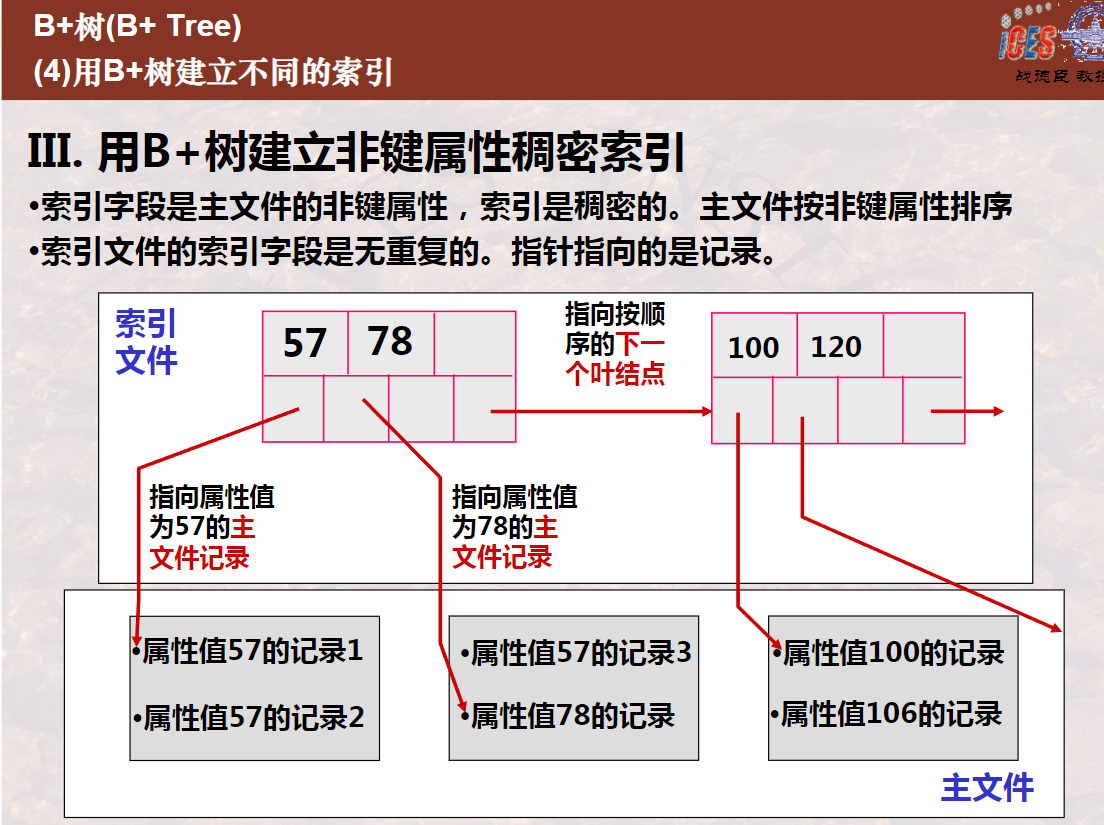 B+树(B+ Tree)
(4)用B+树建立不同的索引
iCES
战德臣 教授
III. 用B+树建立非键属性稠密索引
•索引字段是主文件的非键属性，索引是稠密的。主文件按非键属性排序
•索引文件的索引字段是无重复的。指针指向的是记录。
索引
文件
57 78
指向按顺
序的下一
个叶结点
100 120
指向属性值
为57的主
文件记录
指向属性值
为78的主
文件记录
•属性值57的记录1
•属性值57的记录2
•属性值57的记录3
•属性值78的记录
•属性值100的记录
•属性值106的记录
主文件